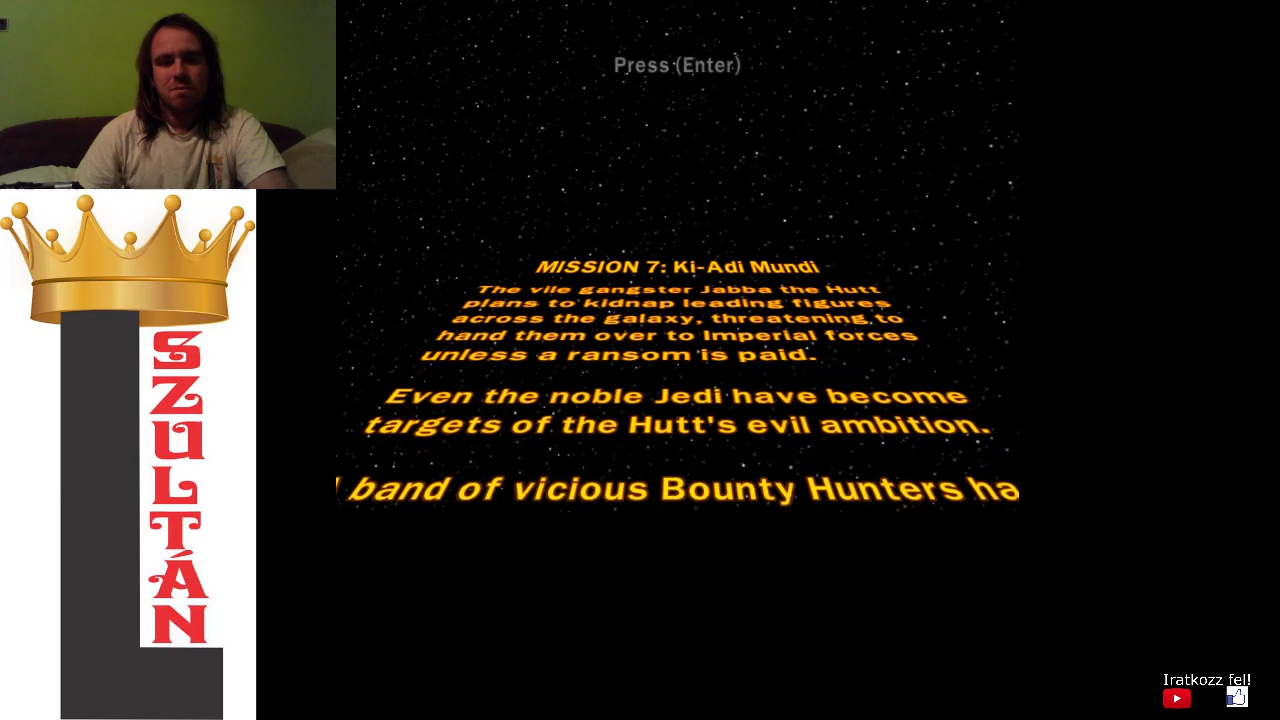 Press (Enter)
MISSION 7: Ki-Adi Mundi
The vile gangster Jabba the Hutt
plans to kidnap leading figures
across the galaxy, threatening to
hand them over to Imperial forces
unless a ransom is paid.
Even the noble Jedi have become
targets of the Hutt's evil ambition.
band of vicious Bounty Hunters ha
L
SZULTÁN
Iratkozz fel!